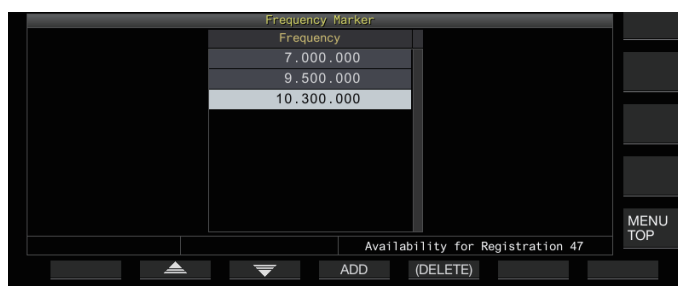 Frequency Marker
Frequency
7.000.000
9.500.000
10.300.000
MENU
TOP
Availability for Registration 47
ADD (DELETE)